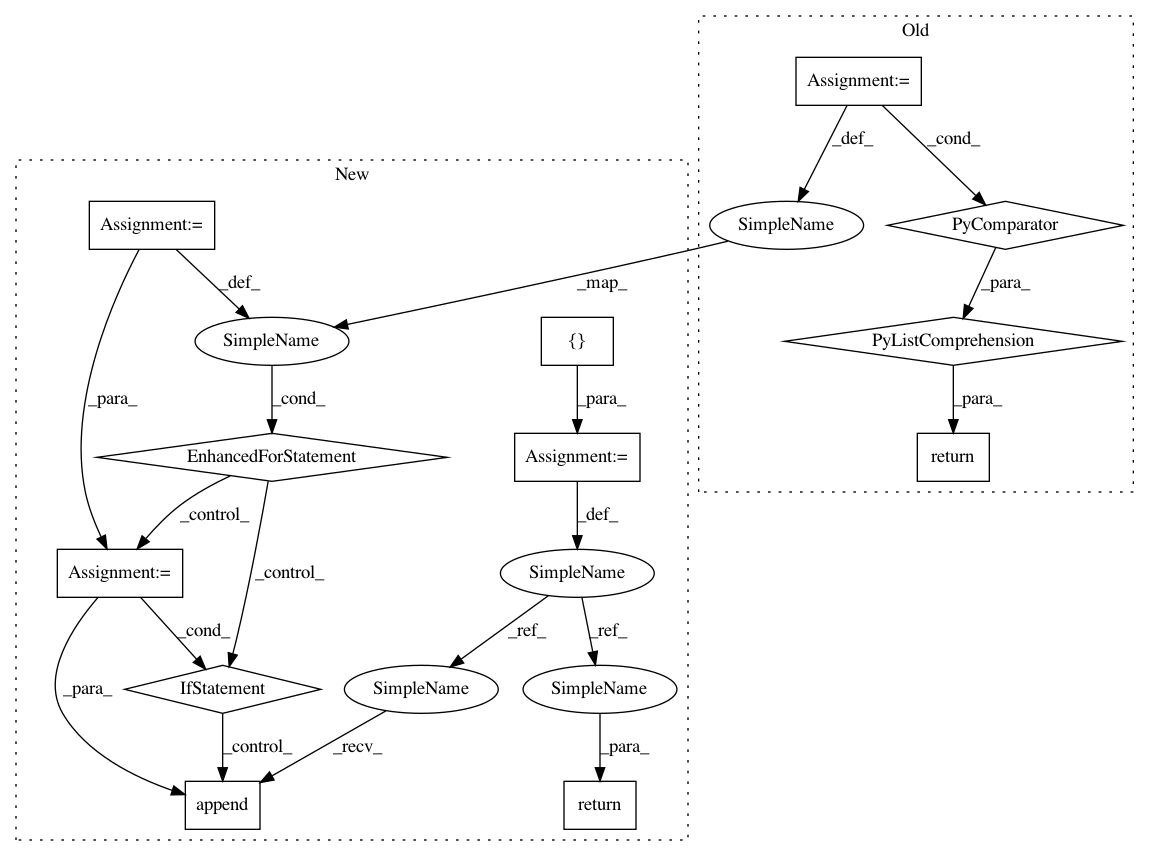 Old
Assignment:=
_def_
_cond_
New
Assignment:=
SimpleName
PyComparator
_def_
_map_
_para_
SimpleName
{}
PyListComprehension
_para_
_cond_
_para_
_para_
EnhancedForStatement
Assignment:=
return
_control_
_def_
Assignment:=
_control_
SimpleName
_cond_
_ref_
_ref_
_para_
IfStatement
SimpleName
SimpleName
_control_
_recv_
_para_
append
return